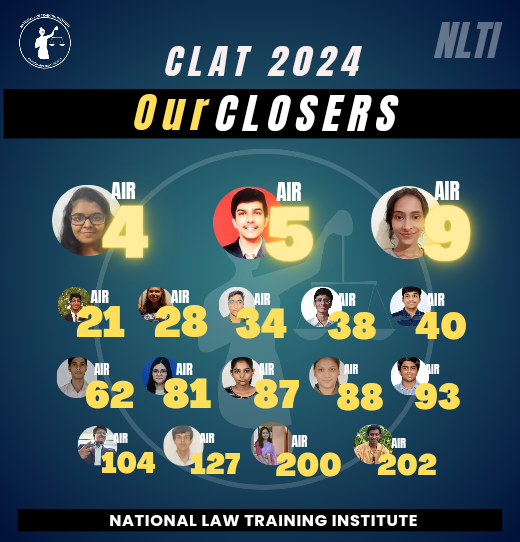 NLTI
CLAT 2024
Our CLOSERS
AIR 4 AIR 5 AIR 9
AIR 21 AIR 28 AIR 34 AIR 38 AIR 40
AIR 62 AIR 81 AIR 87 AIR 88 AIR 93
AIR 104 AIR 127 AIR 200 AIR 202
NATIONAL LAW TRAINING INSTITUTE